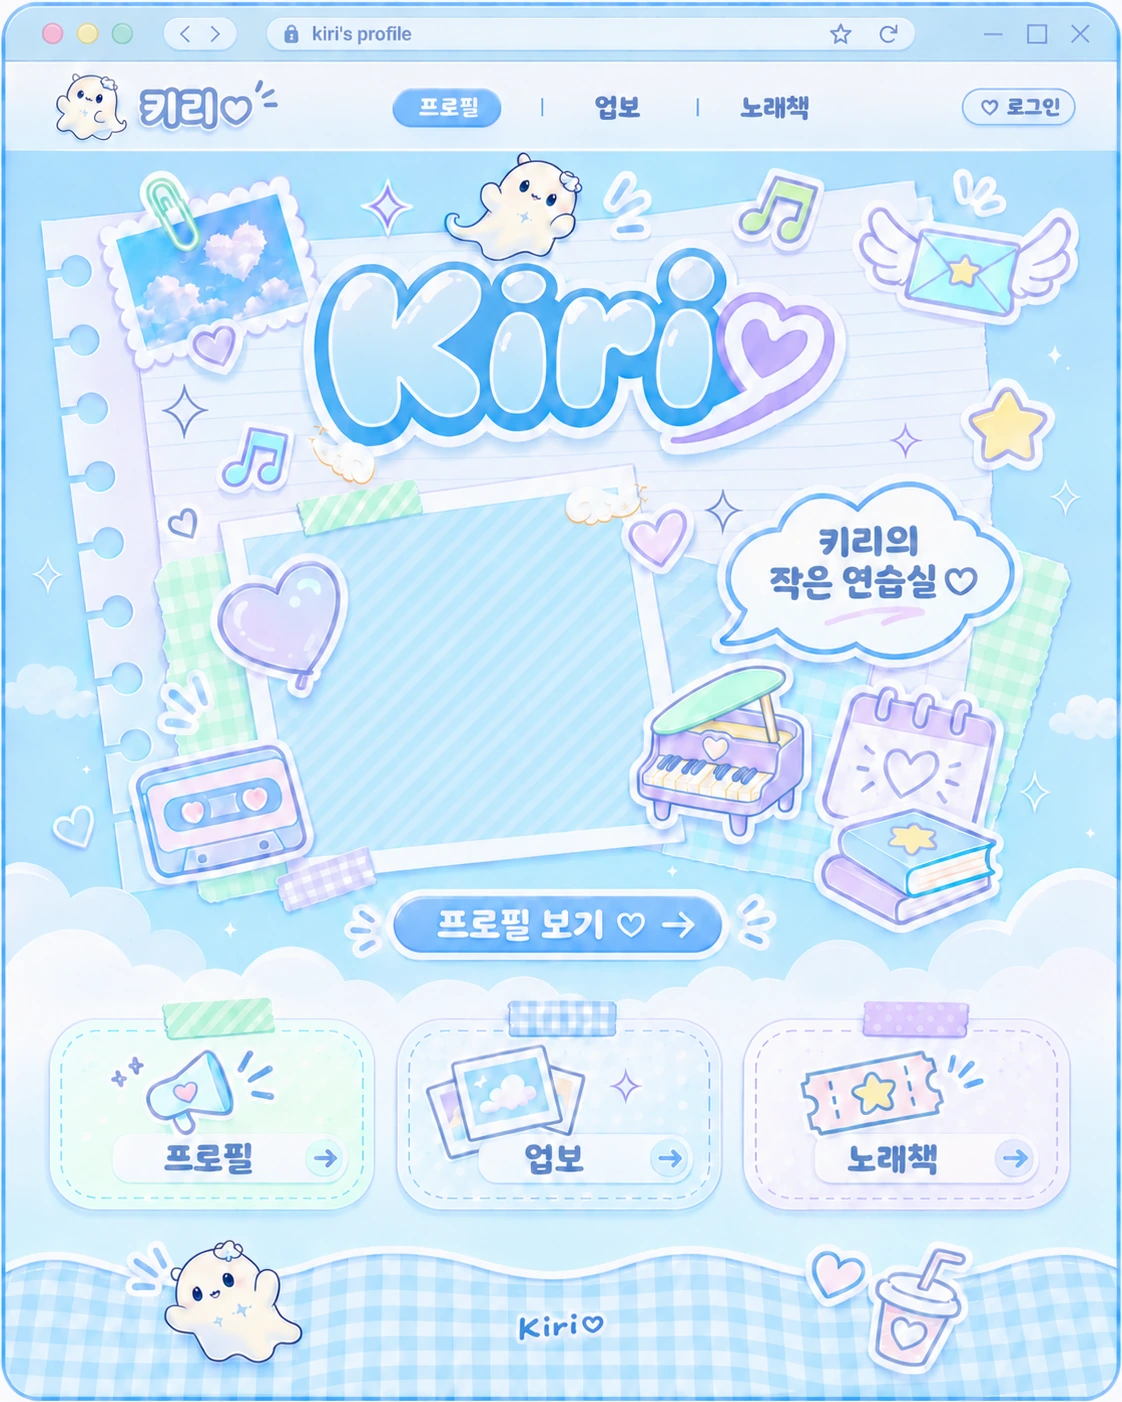 kiri's profile
키리♡
프로필
업보
노래책
♡ 로그인
Kiri♡
키리의
작은 연습실♡
프로필 보기 ♡ →
프로필 →
업보 →
노래책 →
Kiri♡